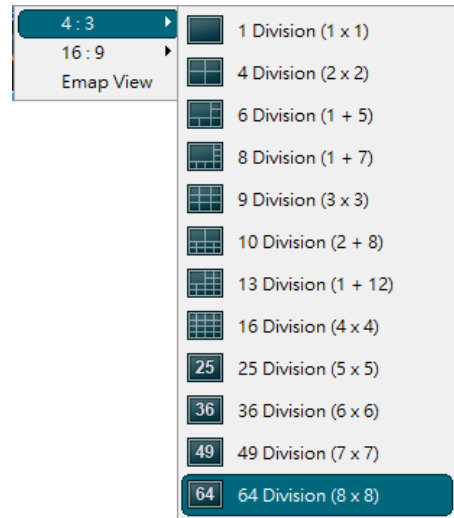 4 : 3
16 : 9
Emap View
1 Division (1 x 1)
4 Division (2 x 2)
6 Division (1 + 5)
8 Division (1 + 7)
9 Division (3 x 3)
10 Division (2 + 8)
13 Division (1 + 12)
16 Division (4 x 4)
25 25 Division (5 x 5)
36 36 Division (6 x 6)
49 49 Division (7 x 7)
64 64 Division (8 x 8)